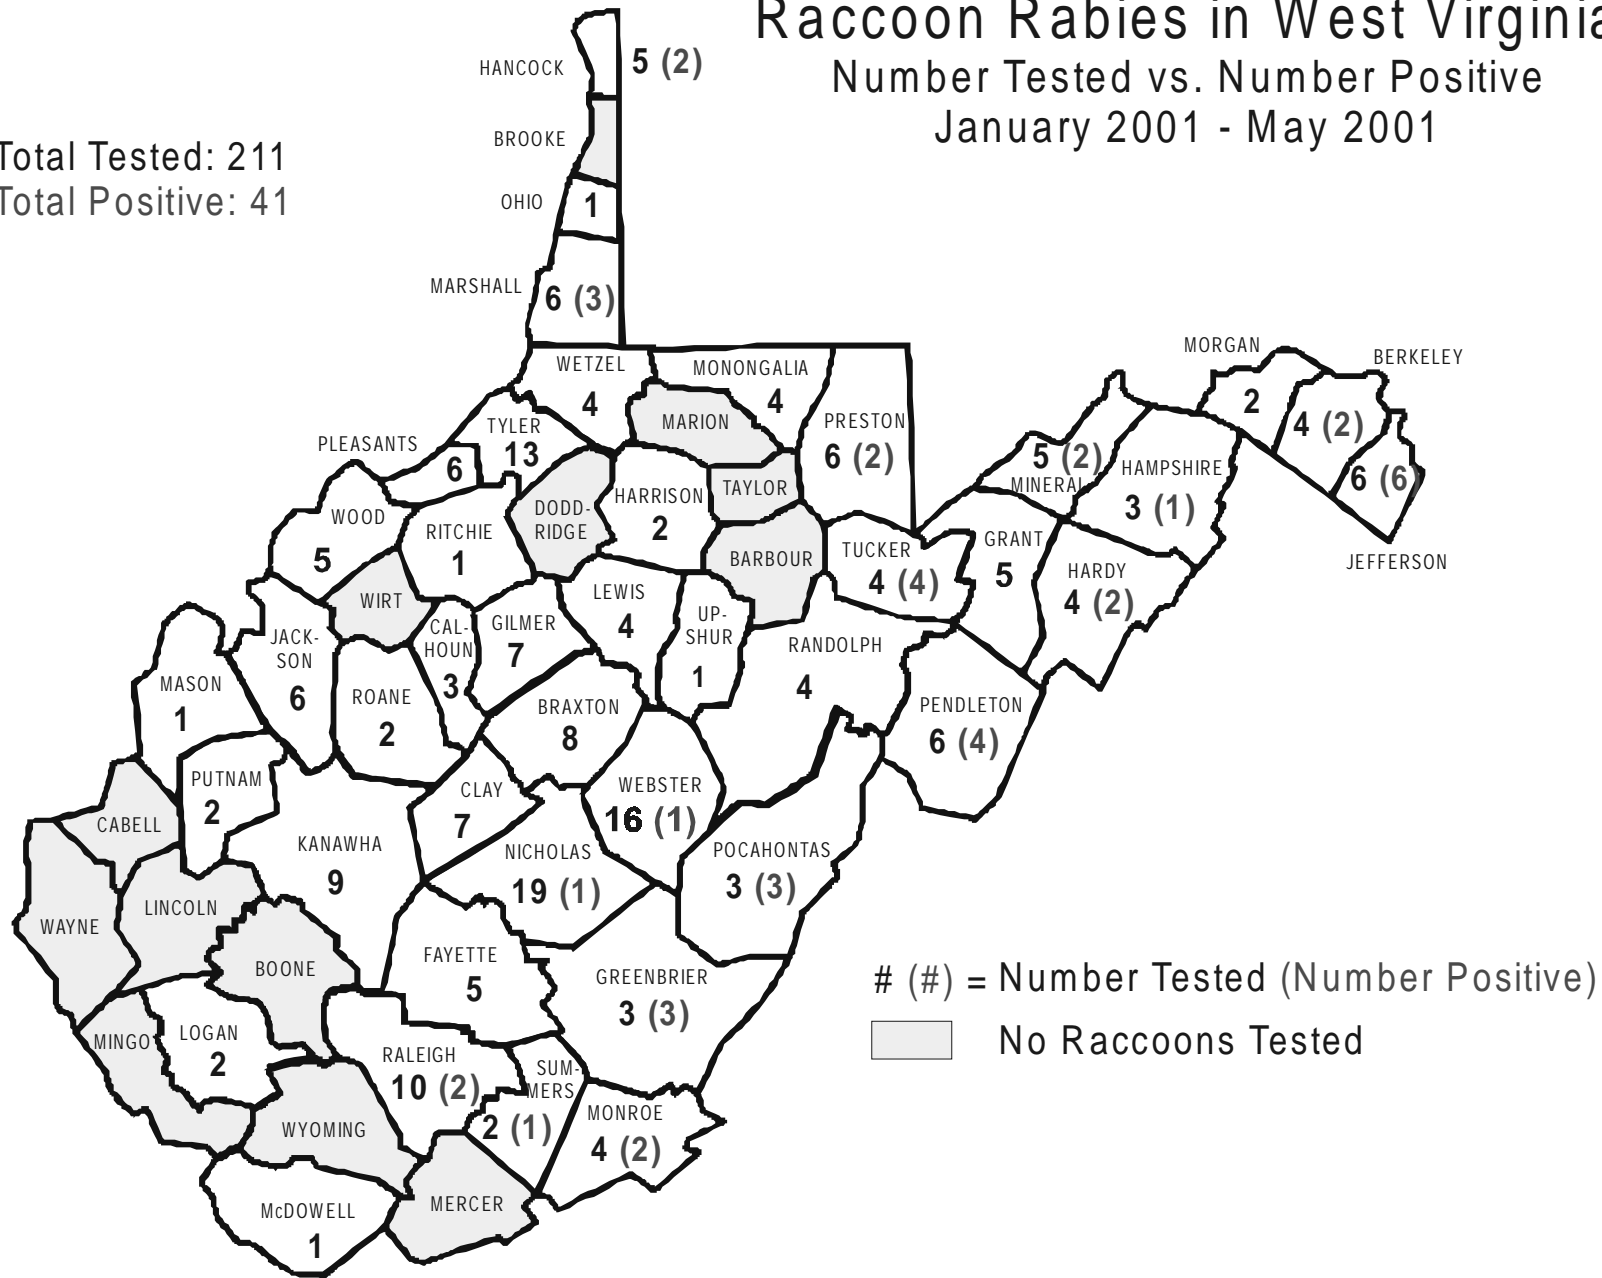 Raccoon Rabies in West Virginia
Number Tested vs. Number Positive
January 2001 - May 2001
Total Tested: 211
Total Positive: 41
HANCOCK
5 (2)
BROOKE
OHIO
1
MARSHALL
6 (3)
WETZEL
4
MONONGALIA
4
MARION
PRESTON
6 (2)
TYLER
13
PLEASANTS
6
MORGAN
2
BERKELEY
4 (2)
6 (6)
JEFFERSON
5 (2)
MINERAL
HAMPSHIRE
3 (1)
WOOD
5
RITCHIE
1
DODD-
RIDGE
HARRISON
2
TAYLOR
BARBOUR
TUCKER
4 (4)
GRANT
5
HARDY
4 (2)
WIRT
JACK-
SON
6
CAL-
HOUN
3
GILMER
7
LEWIS
4
UP-
SHUR
1
RANDOLPH
4
PENDLETON
6 (4)
MASON
1
ROANE
2
BRAXTON
8
PUTNAM
2
CLAY
7
WEBSTER
16 (1)
CABELL
KANAWHA
9
NICHOLAS
19 (1)
POCAHONTAS
3 (3)
WAYNE
LINCOLN
BOONE
FAYETTE
5
GREENBRIER
3 (3)
# (#) = Number Tested (Number Positive)
No Raccoons Tested
MINGO
LOGAN
2
RALEIGH
10 (2)
SUM-
MERS
2 (1)
MONROE
4 (2)
WYOMING
McDOWELL
1
MERCER